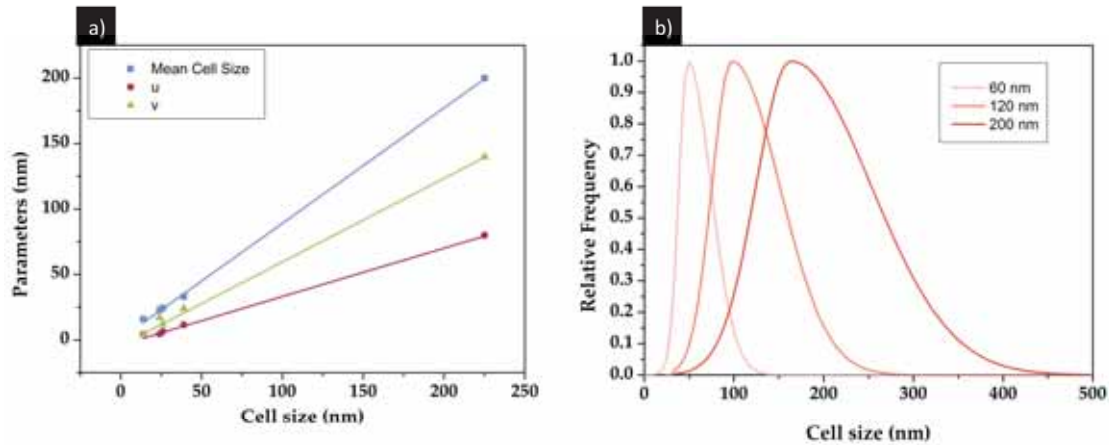 a)
Mean Cell Size
u
v
200
150
100
50
0
Parameters (nm)
0 50 100 150 200 250
Cell size (nm)
b)
60 nm
120 nm
200 nm
1.0
0.9
0.8
0.7
0.6
0.5
0.4
0.3
0.2
0.1
0.0
Relative Frequency
100 200 300 400 500
Cell size (nm)